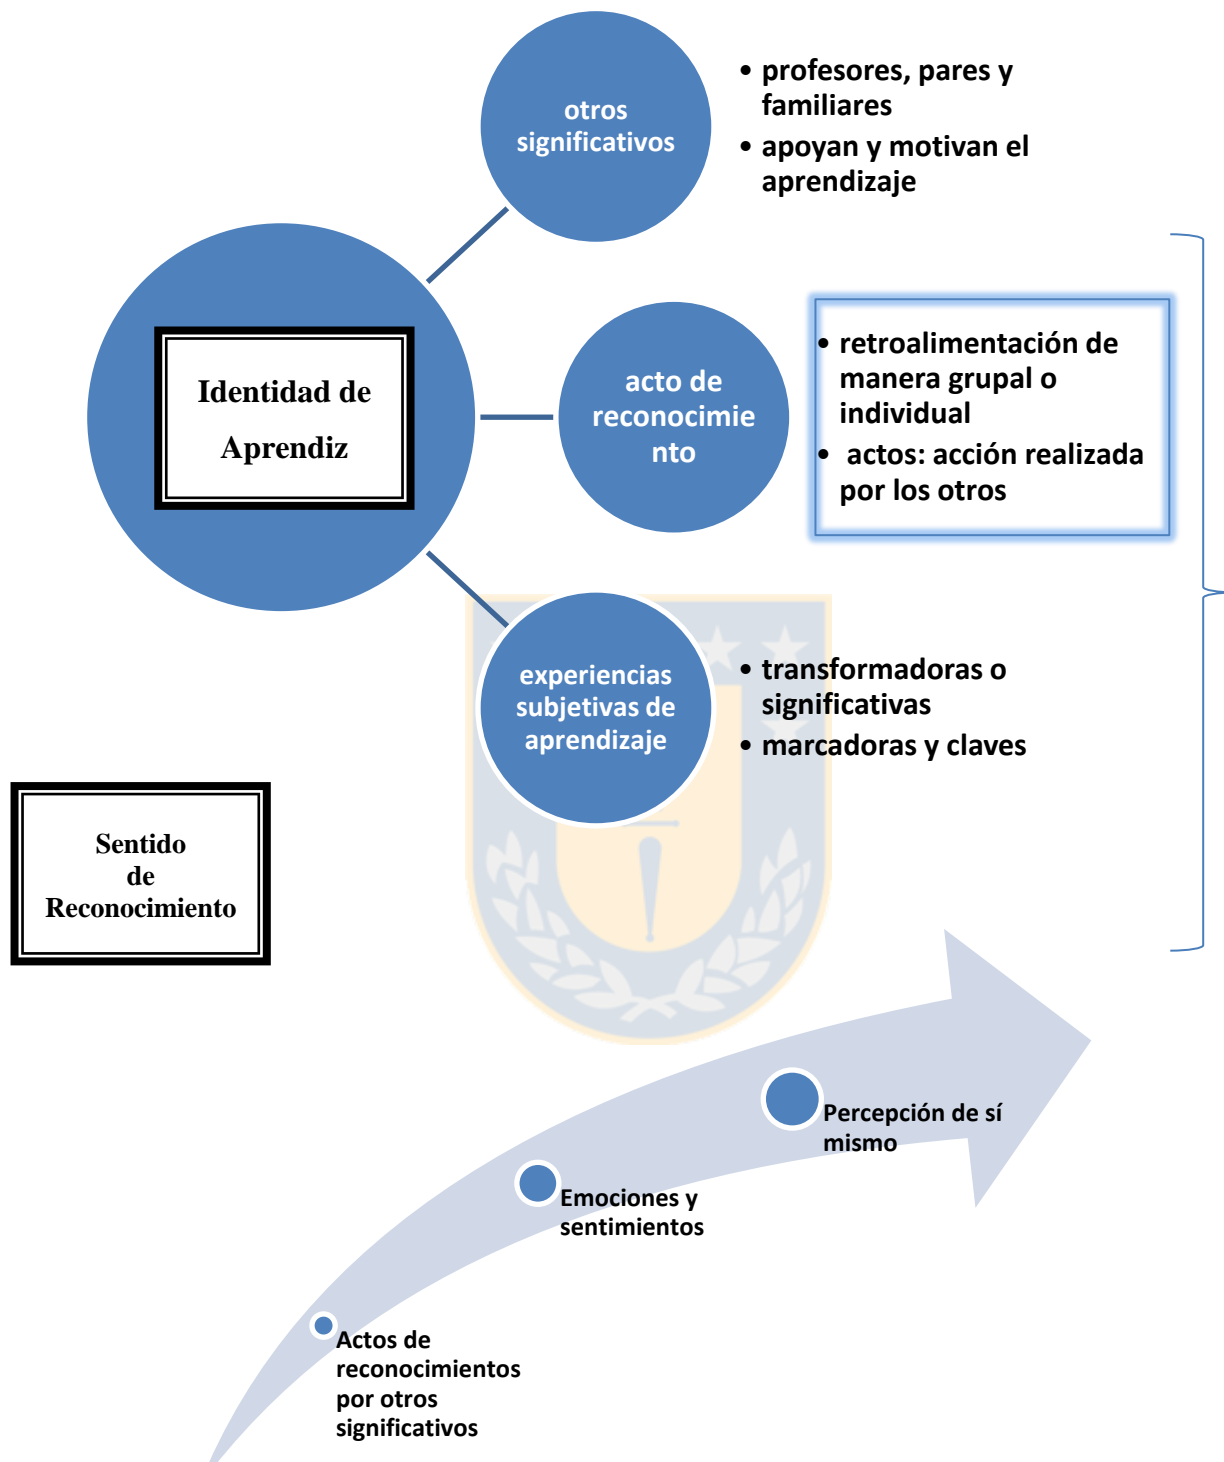 otros
significativos
• profesores, pares y
familiares
• apoyan y motivan el
aprendizaje
Identidad de
Aprendiz
acto de
reconocimie
nto
• retroalimentación de
manera grupal o
individual
• actos: acción realizada
por los otros
experiencias
subjetivas de
aprendizaje
• transformadoras o
significativas
• marcadoras y claves
Sentido
de
Reconocimiento
Percepción de sí
mismo
Emociones y
sentimientos
Actos de
reconocimientos
por otros
significativos